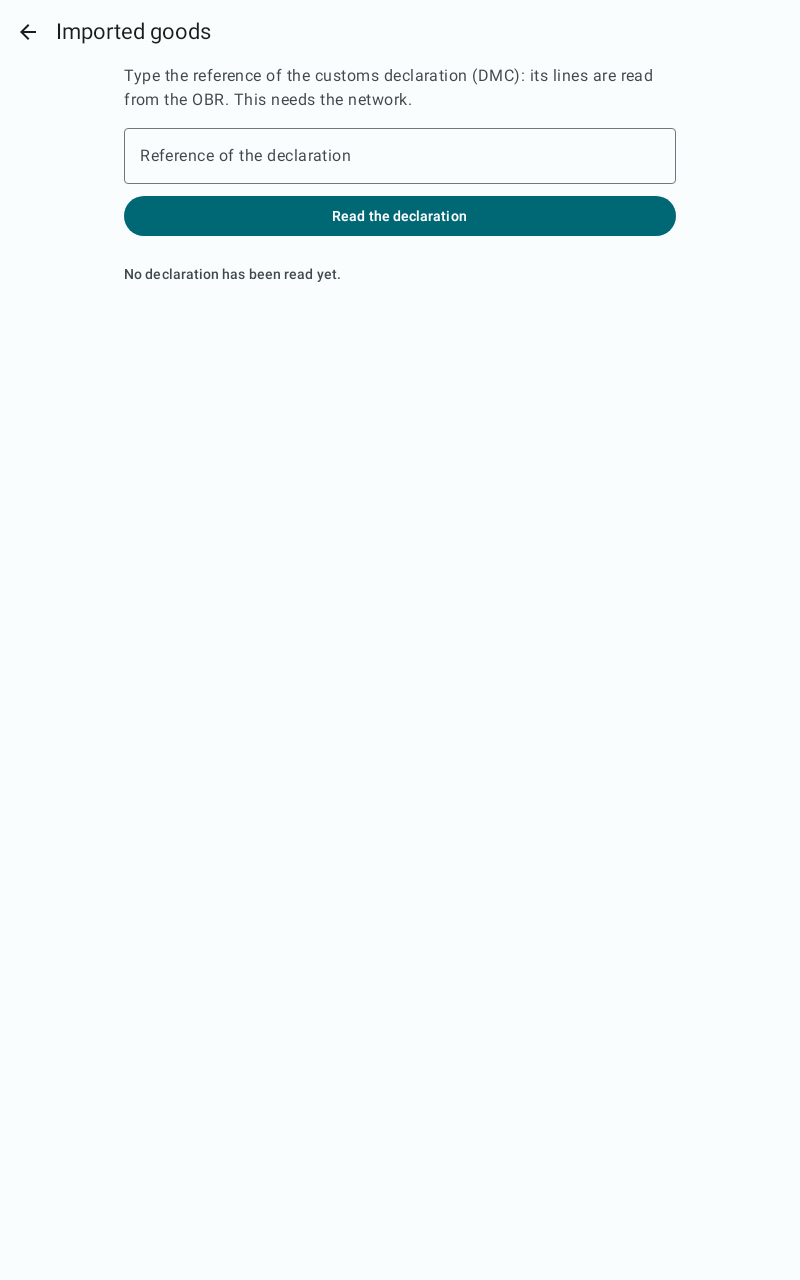 Imported goods
Type the reference of the customs declaration (DMC): its lines are read
from the OBR. This needs the network.
Reference of the declaration
Read the declaration
No declaration has been read yet.